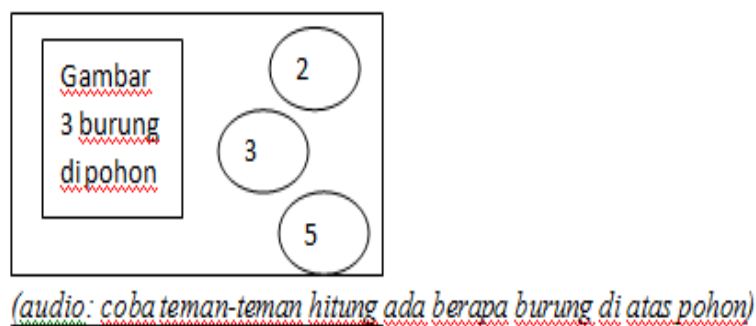 Gambar
3 burung
di pohon
2
3
5
(audio: coba teman-teman hitung ada berapa burung di atas pohon)